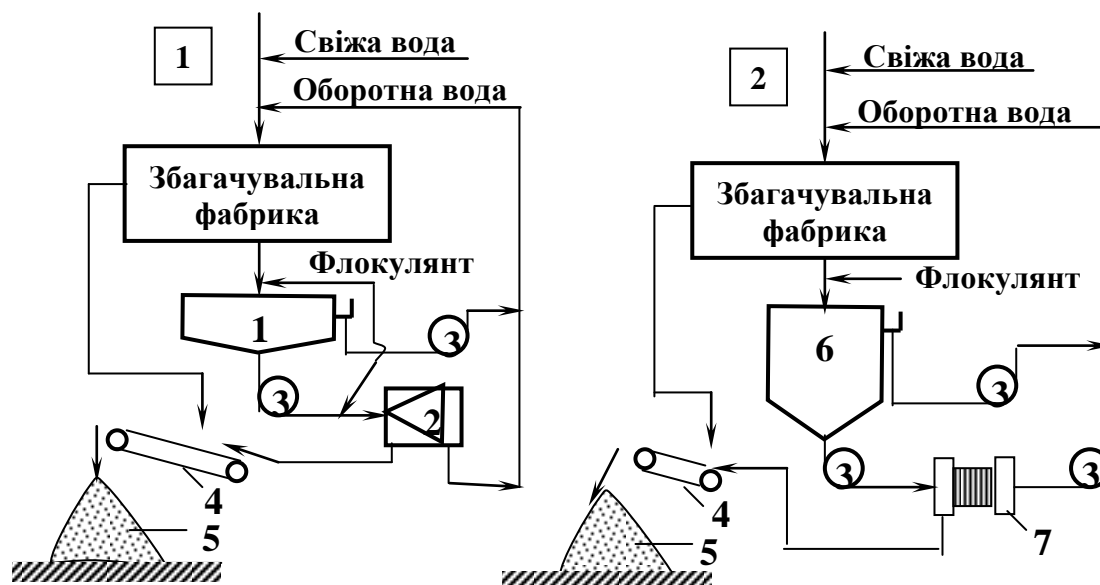 1
Свіжа вода
Оборотна вода
Збагачувальна
фабрика
Флокулянт
1
3
3
2
4
5
2
Свіжа вода
Оборотна вода
Збагачувальна
фабрика
Флокулянт
6
3
3
3
4
5
7